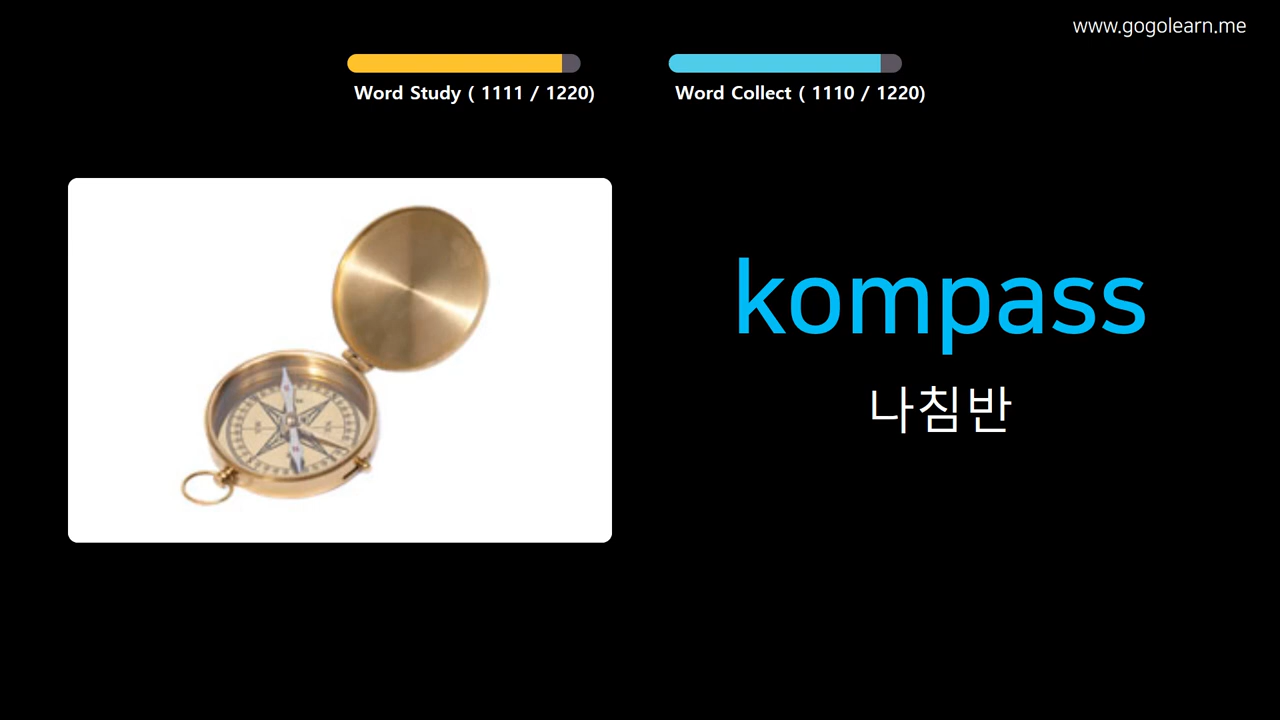 www.gogolearn.me
Word Study ( 1111 / 1220)
Word Collect ( 1110 / 1220)
kompass
나침반